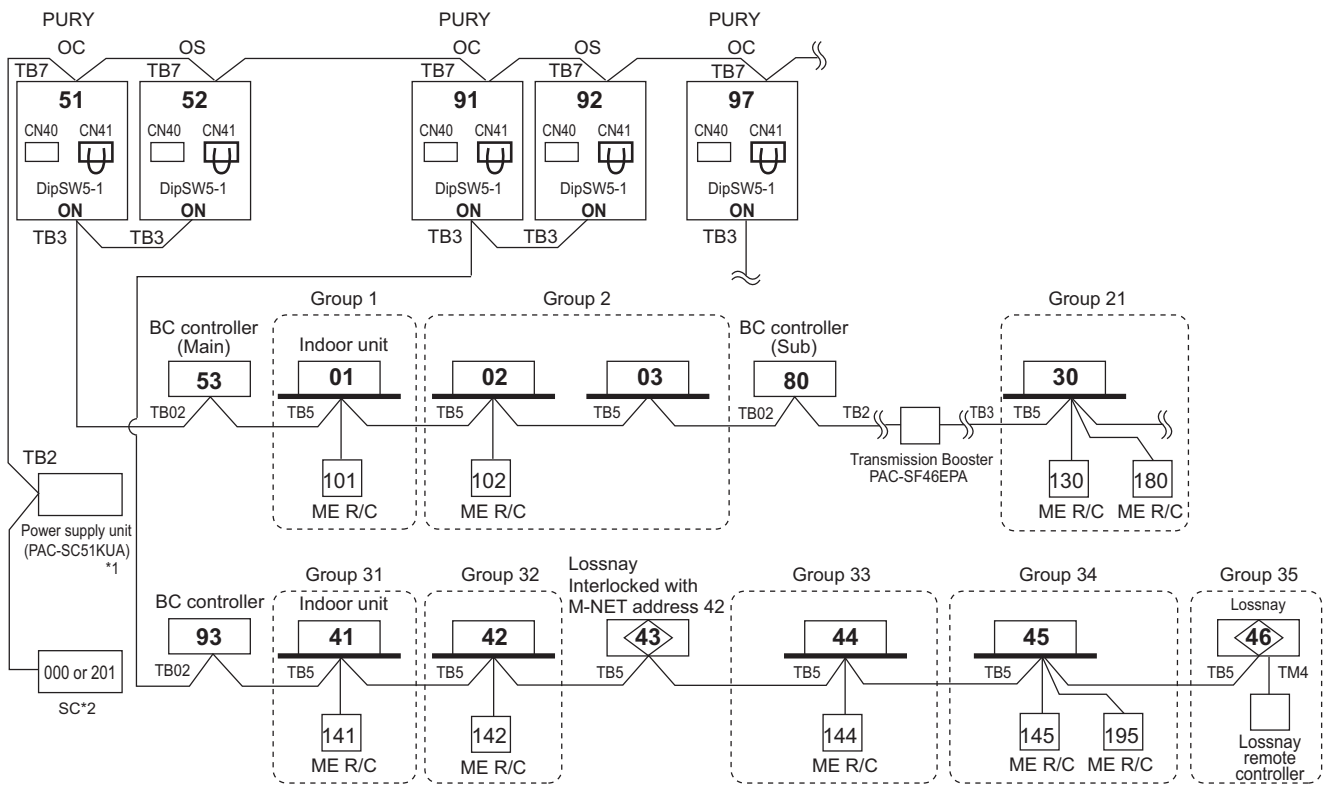 PURY PURY PURY
OC OS OC OS OC
TB7 TB7 TB7 TB7 TB7
51 52 91 92 97
CN40 CN41 CN40 CN41 CN40 CN41 CN40 CN41 CN40 CN41
DipSW5-1 DipSW5-1 DipSW5-1 DipSW5-1 DipSW5-1
ON ON ON ON ON
TB3 TB3 TB3 TB3 TB3
Group 1 Group 2 Group 21
BC controller
(Main)
Indoor unit
BC controller
(Sub)
53 01 02 03 80 30
TB02 TB5 TB5 TB5 TB02 TB2 TB3 TB5
Transmission Booster
PAC-SF46EPA
101 102 130 180
ME R/C ME R/C ME R/C ME R/C
TB2
Power supply unit
(PAC-SC51KUA)
*1
000 or 201
SC*2
Group 31 Group 32
Lossnay
Interlocked with
M-NET address 42
Group 33 Group 34 Group 35
BC controller Indoor unit Lossnay
93 41 42 43 44 45 46
TB02 TB5 TB5 TB5 TB5 TB5 TB5 TM4
141 142 144 145 195
ME R/C ME R/C ME R/C ME R/C ME R/C
Lossnay
remote
controller